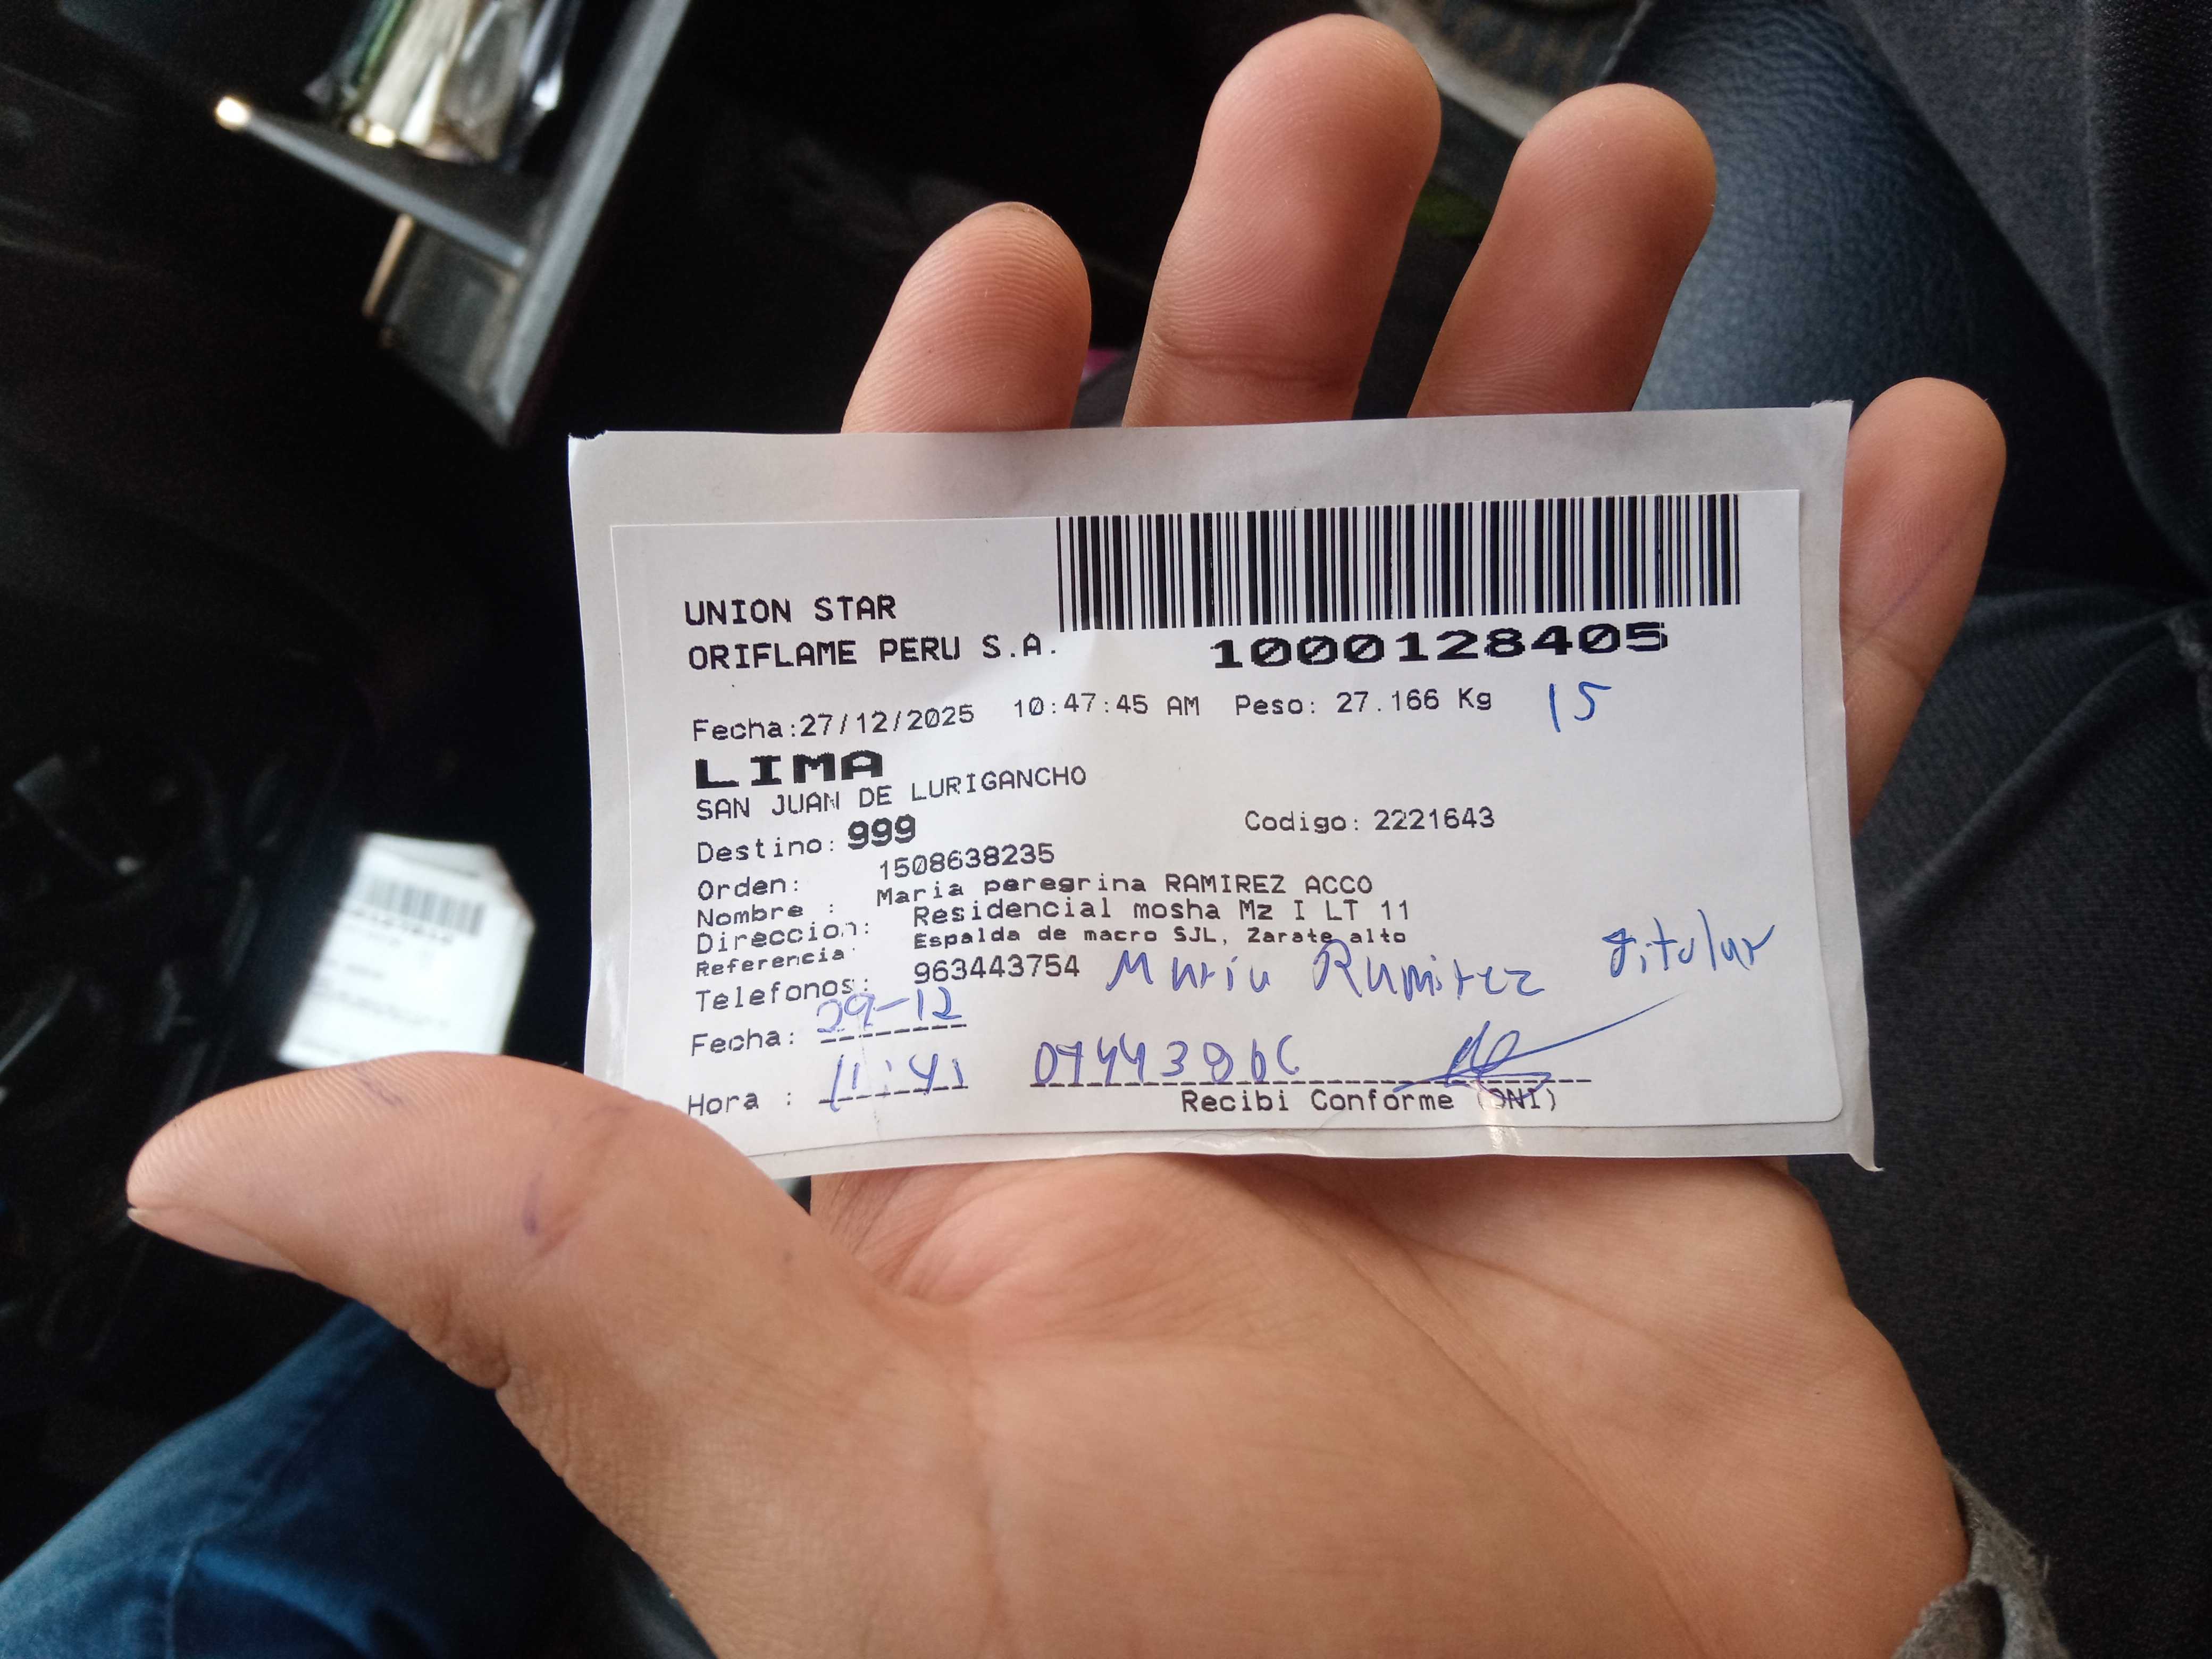 UNION STAR
ORIFLAME PERU S.A.
1000128405
Fecha:27/12/2025 10:47:45 AM Peso: 27.166 Kg 15
LIMA
SAN JUAN DE LURIGANCHO
Destino: 999 Codigo: 2221643
Orden: 1508638235
Nombre : Maria peregrina RAMIREZ ACCO
Direccion: Residencial mosha Mz I LT 11
Referencia Espalda de macro SJL, Zarate alto
Telefonos: 963443754 Maria Ramirez titular
Fecha: 29-12
Hora : 11:41
Recibi Conforme (DNI)